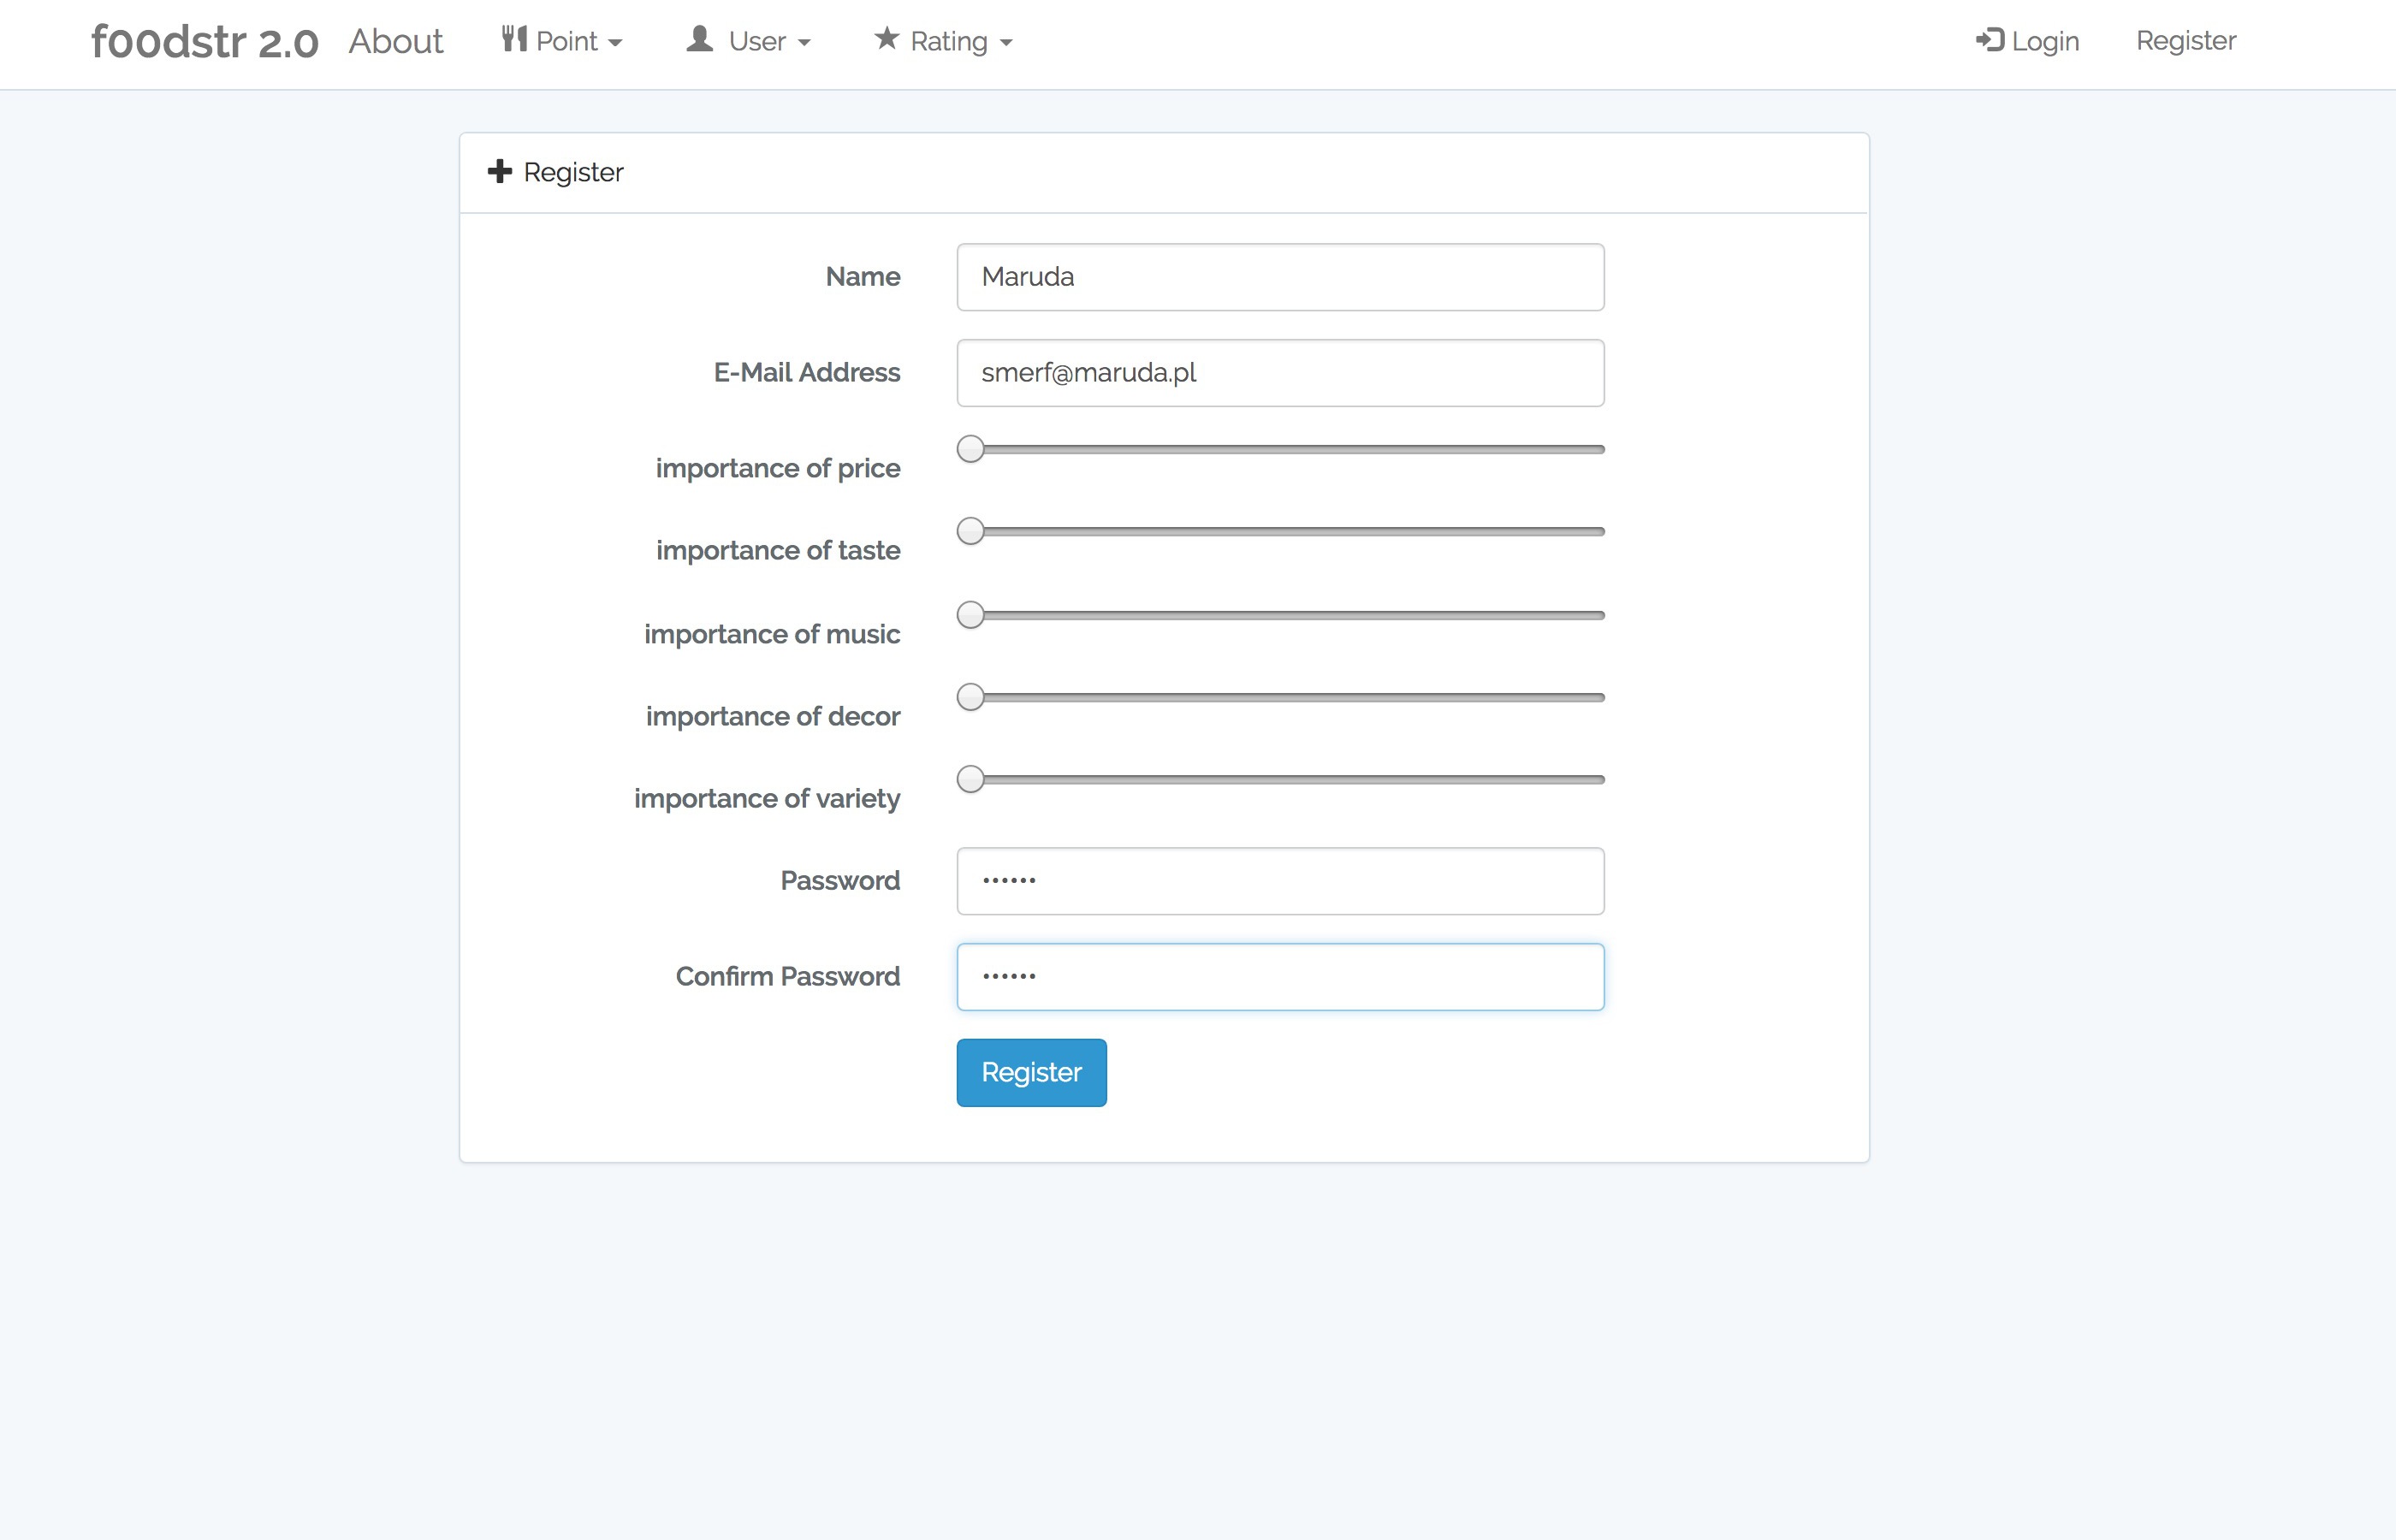 f00dstr 2.0 About Point User Rating Login Register
Register
Name Maruda
E-Mail Address smerf@maruda.pl
importance of price
importance of taste
importance of music
importance of decor
importance of variety
Password ••••••
Confirm Password ••••••
Register